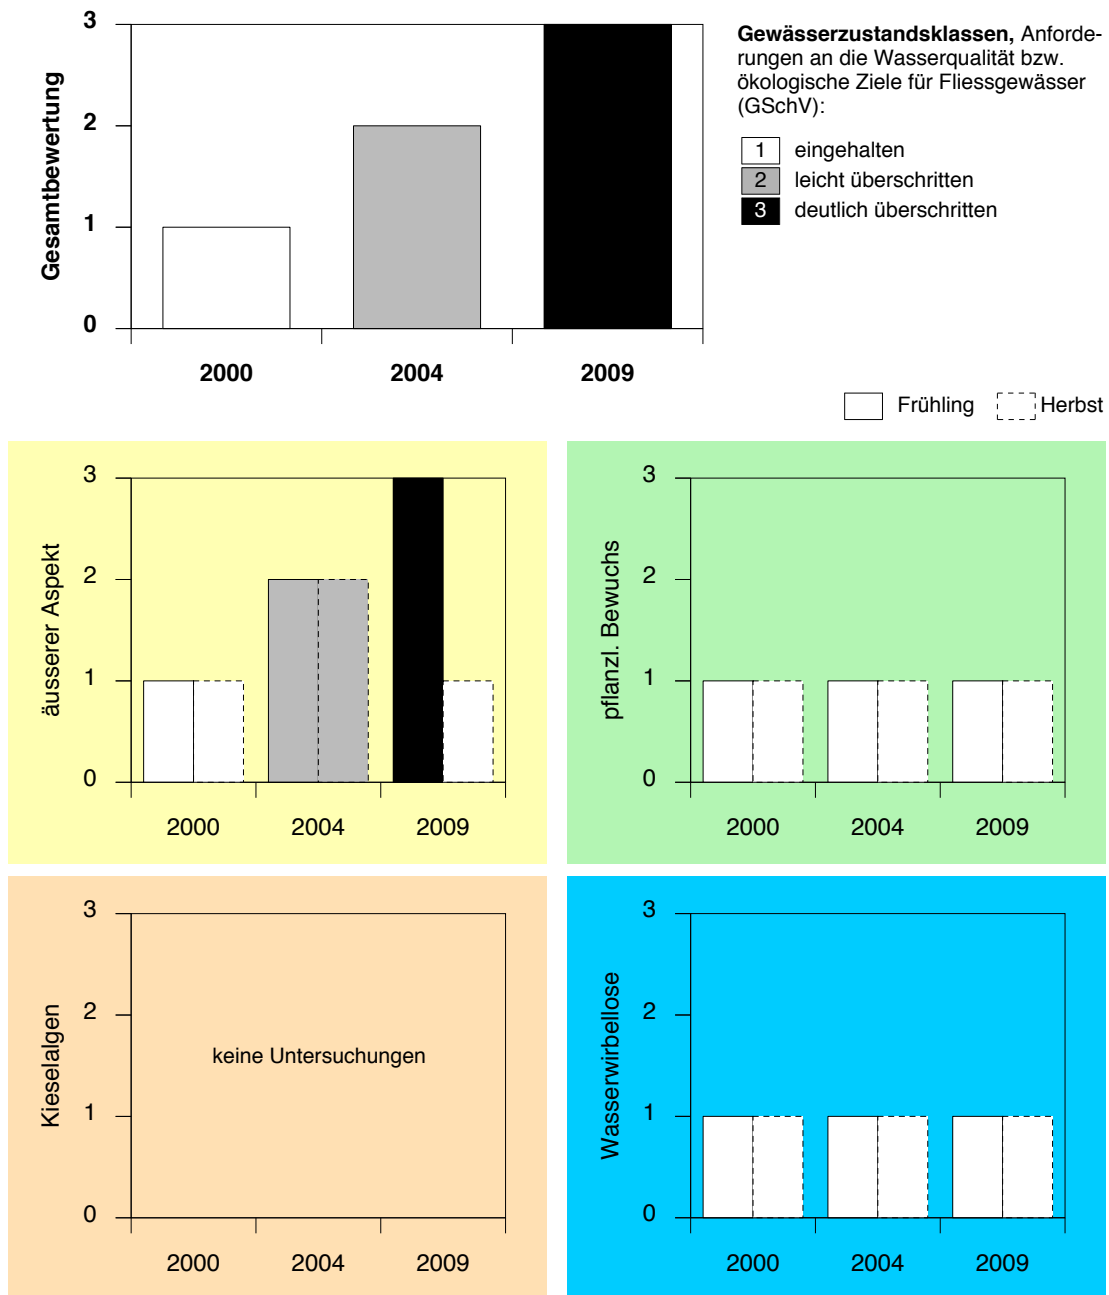 3
2
1
0
Gesamtbewertung
2000
2004
2009
Gewässerzustandsklassen, Anforde-
rungen an die Wasserqualität bzw.
ökologische Ziele für Fliessgewässer
(GSchV):
1 eingehalten
2 leicht überschritten
3 deutlich überschritten
Frühling
Herbst
3
2
1
0
äusserer Aspekt
2000
2004
2009
3
2
1
0
pflanzl. Bewuchs
2000
2004
2009
3
2
1
0
Kieselalgen
keine Untersuchungen
2000
2004
2009
3
2
1
0
Wasserwirbellose
2000
2004
2009